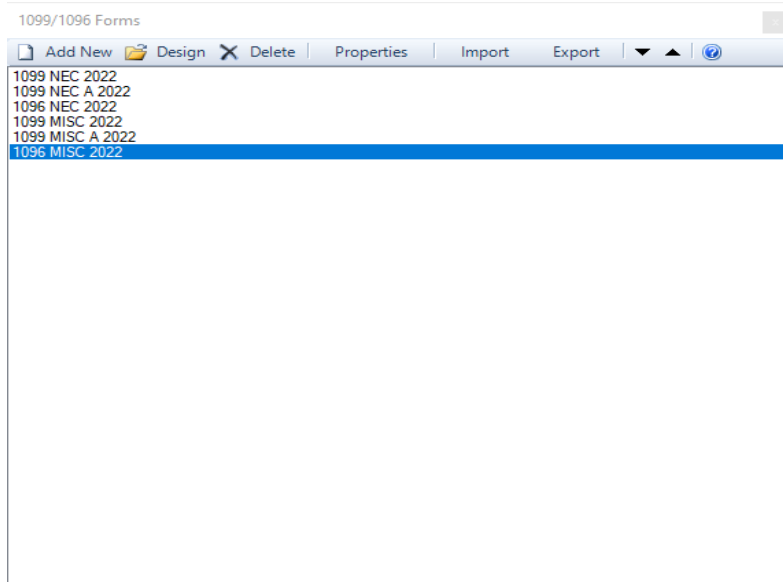 1099/1096 Forms
Add New Design Delete Properties Import Export
1099 NEC 2022
1099 NEC A 2022
1096 NEC 2022
1099 MISC 2022
1099 MISC A 2022
1096 MISC 2022